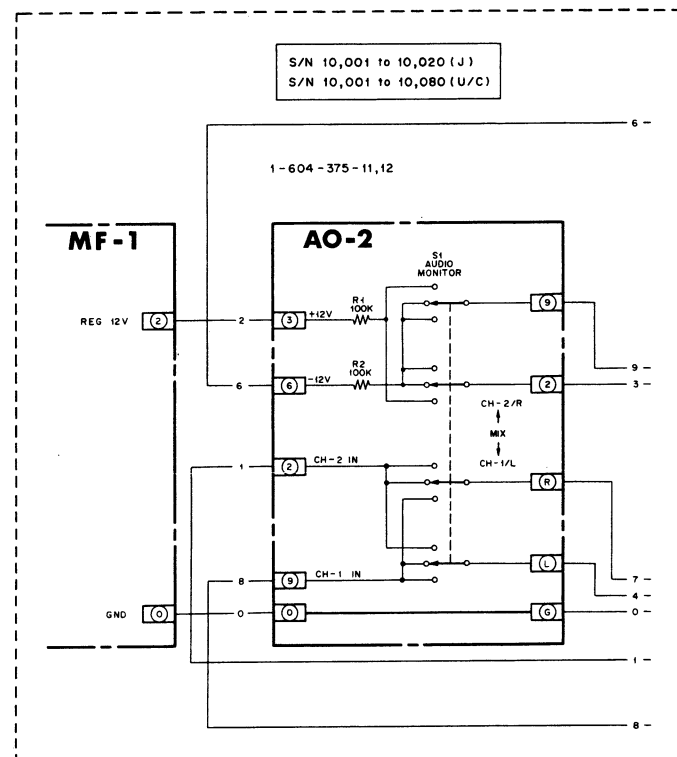 S/N 10,001 to 10,020 (J)
S/N 10,001 to 10,080 (U/C)
6
1-604-375-11,12
MF-1
AO-2
S1
AUDIO
MONITOR
R1
100K
REG 12V 2 2 3 +12V 9
R2
100K
9
6 6 -12V 2 3
CH-2/R
MIX
CH-1/L
1 2 CH-2 IN R
8 9 CH-1 IN L 7
4
GND 0 0 0 G 0
1
8